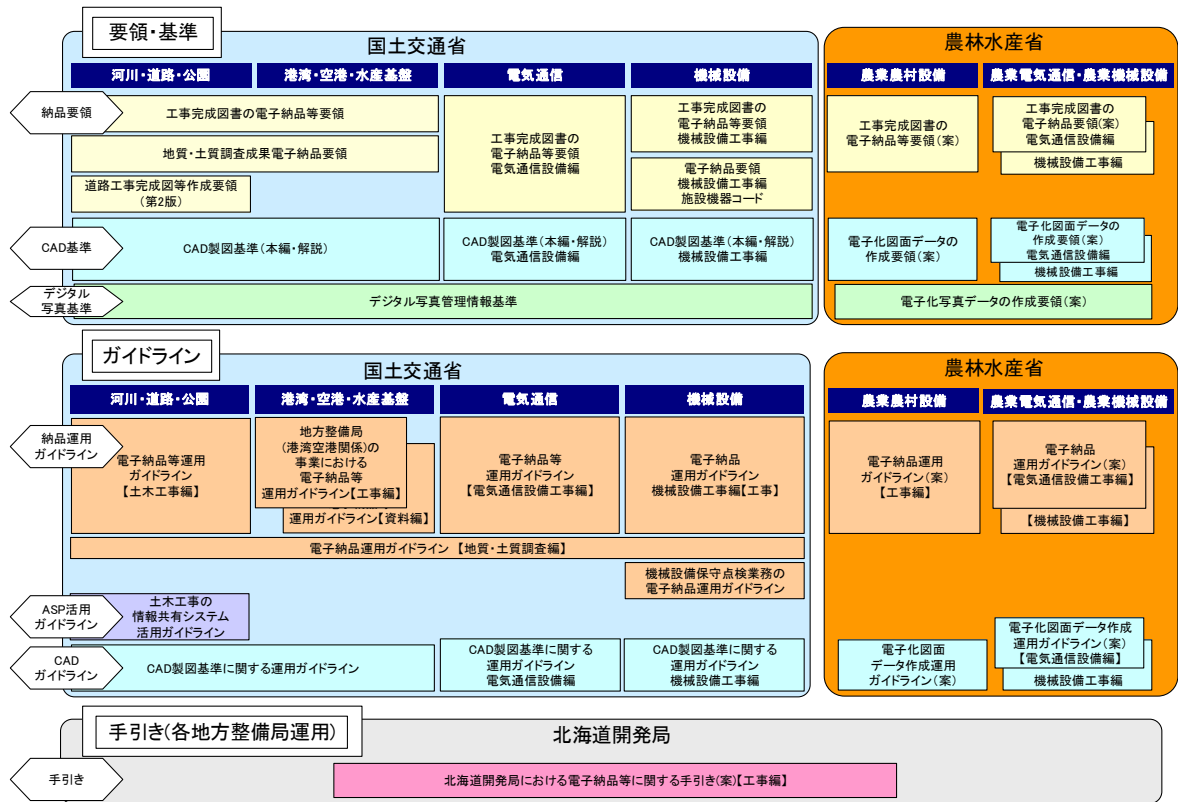 要領・基準
国土交通省
農林水産省
河川・道路・公園
港湾・空港・水産基盤
電気通信
機械設備
農業農村設備
農業電気通信・農業機械設備
納品要領
工事完成図書の電子納品等要領
地質・土質調査成果電子納品要領
道路工事完成図等作成要領
(第2版)
工事完成図書の
電子納品等要領
電気通信設備編
工事完成図書の
電子納品等要領
機械設備工事編
電子納品要領
機械設備工事編
施設機器コード
工事完成図書の
電子納品等要領(案)
工事完成図書の
電子納品要領(案)
電気通信設備編
機械設備工事編
CAD基準
CAD製図基準(本編・解説)
CAD製図基準(本編・解説)
電気通信設備編
CAD製図基準(本編・解説)
機械設備工事編
電子化図面データの
作成要領(案)
電子化図面データの
作成要領(案)
電気通信設備編
機械設備工事編
デジタル
写真基準
デジタル写真管理情報基準
電子化写真データの作成要領(案)
ガイドライン
国土交通省
農林水産省
河川・道路・公園
港湾・空港・水産基盤
電気通信
機械設備
農業農村設備
農業電気通信・農業機械設備
納品運用
ガイドライン
電子納品等運用
ガイドライン
【土木工事編】
地方整備局
(港湾空港関係)の
事業における
電子納品等
運用ガイドライン【工事編】
運用ガイドライン【資料編】
電子納品等
運用ガイドライン
【電気通信設備工事編】
電子納品
運用ガイドライン
機械設備工事編【工事】
電子納品運用
ガイドライン(案)
【工事編】
電子納品
運用ガイドライン(案)
【電気通信設備工事編】
【機械設備工事編】
電子納品運用ガイドライン 【地質・土質調査編】
機械設備保守点検業務の
電子納品運用ガイドライン
ASP活用
ガイドライン
土木工事の
情報共有システム
活用ガイドライン
CAD
ガイドライン
CAD製図基準に関する運用ガイドライン
CAD製図基準に関する
運用ガイドライン
電気通信設備編
CAD製図基準に関する
運用ガイドライン
機械設備工事編
電子化図面
データ作成運用
ガイドライン(案)
電子化図面データ作成
運用ガイドライン(案)
【電気通信設備編】
機械設備工事編
手引き(各地方整備局運用)
北海道開発局
手引き
北海道開発局における電子納品等に関する手引き(案)【工事編】